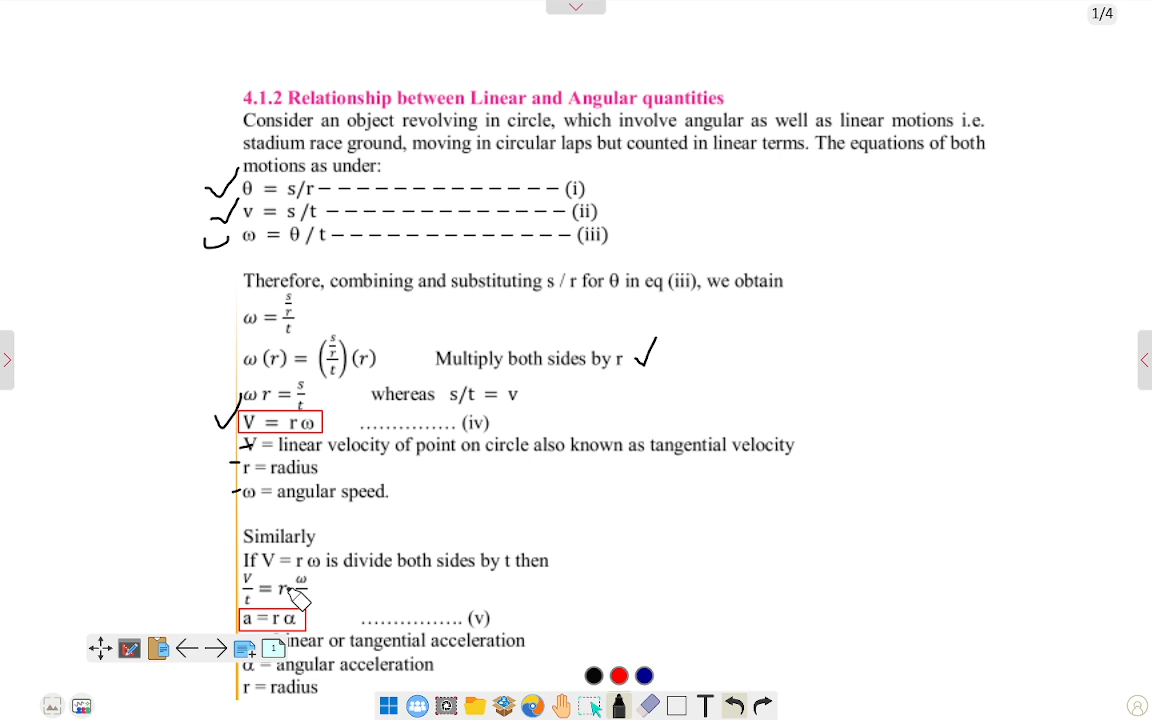 1/4
4.1.2 Relationship between Linear and Angular quantities
Consider an object revolving in circle, which involve angular as well as linear motions i.e.
stadium race ground, moving in circular laps but counted in linear terms. The equations of both
motions as under:
θ = s/r – – – – – – – – – – – – – (i)
v = s /t – – – – – – – – – – – – – (ii)
ω = θ / t – – – – – – – – – – – – – (iii)
Therefore, combining and substituting s / r for θ in eq (iii), we obtain
ω = (s/r)/t
ω (r) = ((s/r)/t) (r) Multiply both sides by r
ω r = s/t whereas s/t = v
V = r ω …………… (iv)
V = linear velocity of point on circle also known as tangential velocity
r = radius
ω = angular speed.
Similarly
If V = r ω is divide both sides by t then
V/t = r ω
a = r α ……………. (v)
inear or tangential acceleration
α = angular acceleration
r = radius
1
T